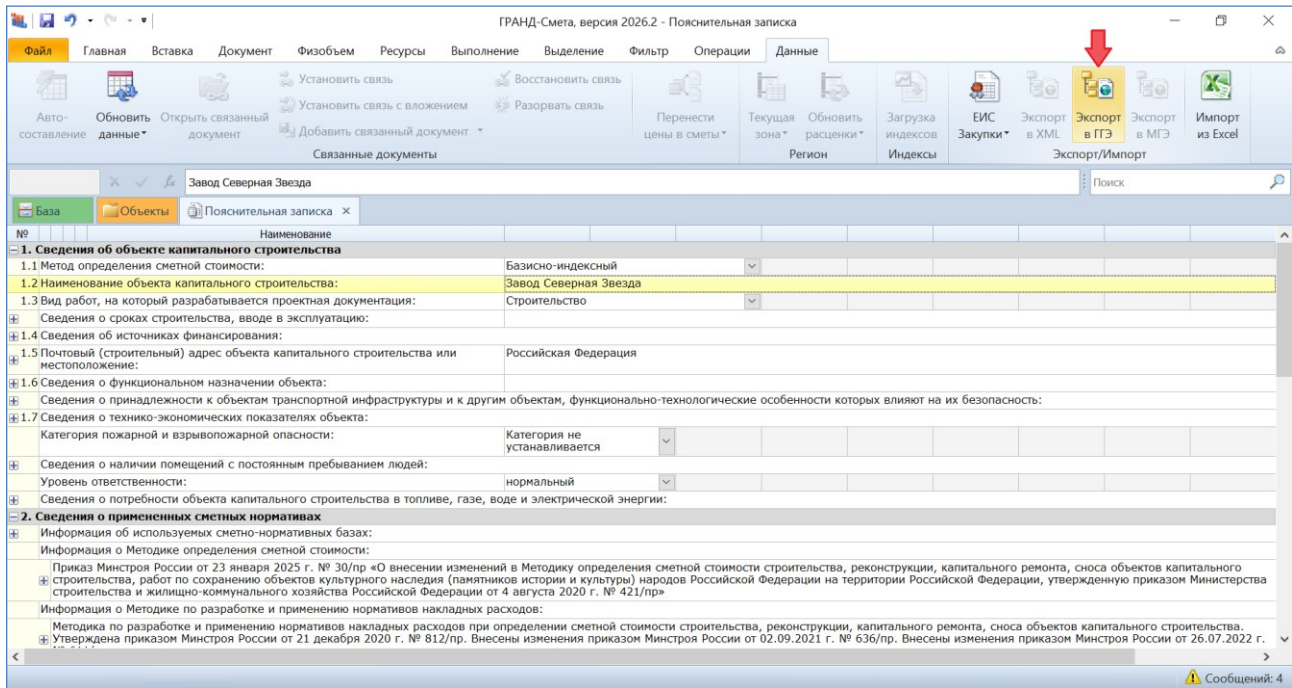 ГРАНД-Смета, версия 2026.2 - Пояснительная записка
Файл Главная Вставка Документ Физобъем Ресурсы Выполнение Выделение Фильтр Операции Данные
Авто-
составление
Обновить
данные
Открыть связанный
документ
Установить связь
Установить связь с вложением
Добавить связанный документ
Восстановить связь
Разорвать связь
Связанные документы
Перенести
цены в сметы
Текущая
зона
Обновить
расценки
Регион
Загрузка
индексов
Индексы
ЕИС
Закупки
Экспорт
в XML
Экспорт
в ГГЭ
Экспорт
в МГЭ
Импорт
из Excel
Экспорт/Импорт
fx Завод Северная Звезда
Поиск
База Объекты Пояснительная записка
№ Наименование
1. Сведения об объекте капитального строительства
1.1 Метод определения сметной стоимости: Базисно-индексный
1.2 Наименование объекта капитального строительства: Завод Северная Звезда
1.3 Вид работ, на который разрабатывается проектная документация: Строительство
Сведения о сроках строительства, вводе в эксплуатацию:
1.4 Сведения об источниках финансирования:
1.5 Почтовый (строительный) адрес объекта капитального строительства или
местоположение:
Российская Федерация
1.6 Сведения о функциональном назначении объекта:
Сведения о принадлежности к объектам транспортной инфраструктуры и к другим объектам, функционально-технологические особенности которых влияют на их безопасность:
1.7 Сведения о технико-экономических показателях объекта:
Категория пожарной и взрывопожарной опасности:
Категория не
устанавливается
Сведения о наличии помещений с постоянным пребыванием людей:
Уровень ответственности: нормальный
Сведения о потребности объекта капитального строительства в топливе, газе, воде и электрической энергии:
2. Сведения о примененных сметных нормативах
Информация об используемых сметно-нормативных базах:
Информация о Методике определения сметной стоимости:
Приказ Минстроя России от 23 января 2025 г. № 30/пр «О внесении изменений в Методику определения сметной стоимости строительства, реконструкции, капитального ремонта, сноса объектов капитального
строительства, работ по сохранению объектов культурного наследия (памятников истории и культуры) народов Российской Федерации на территории Российской Федерации, утвержденную приказом Министерства
строительства и жилищно-коммунального хозяйства Российской Федерации от 4 августа 2020 г. № 421/пр»
Информация о Методике по разработке и применению нормативов накладных расходов:
Методика по разработке и применению нормативов накладных расходов при определении сметной стоимости строительства, реконструкции, капитального ремонта, сноса объектов капитального строительства.
Утверждена приказом Минстроя России от 21 декабря 2020 г. № 812/пр. Внесены изменения приказом Минстроя России от 02.09.2021 г. № 636/пр. Внесены изменения приказом Минстроя России от 26.07.2022 г.
Сообщений: 4